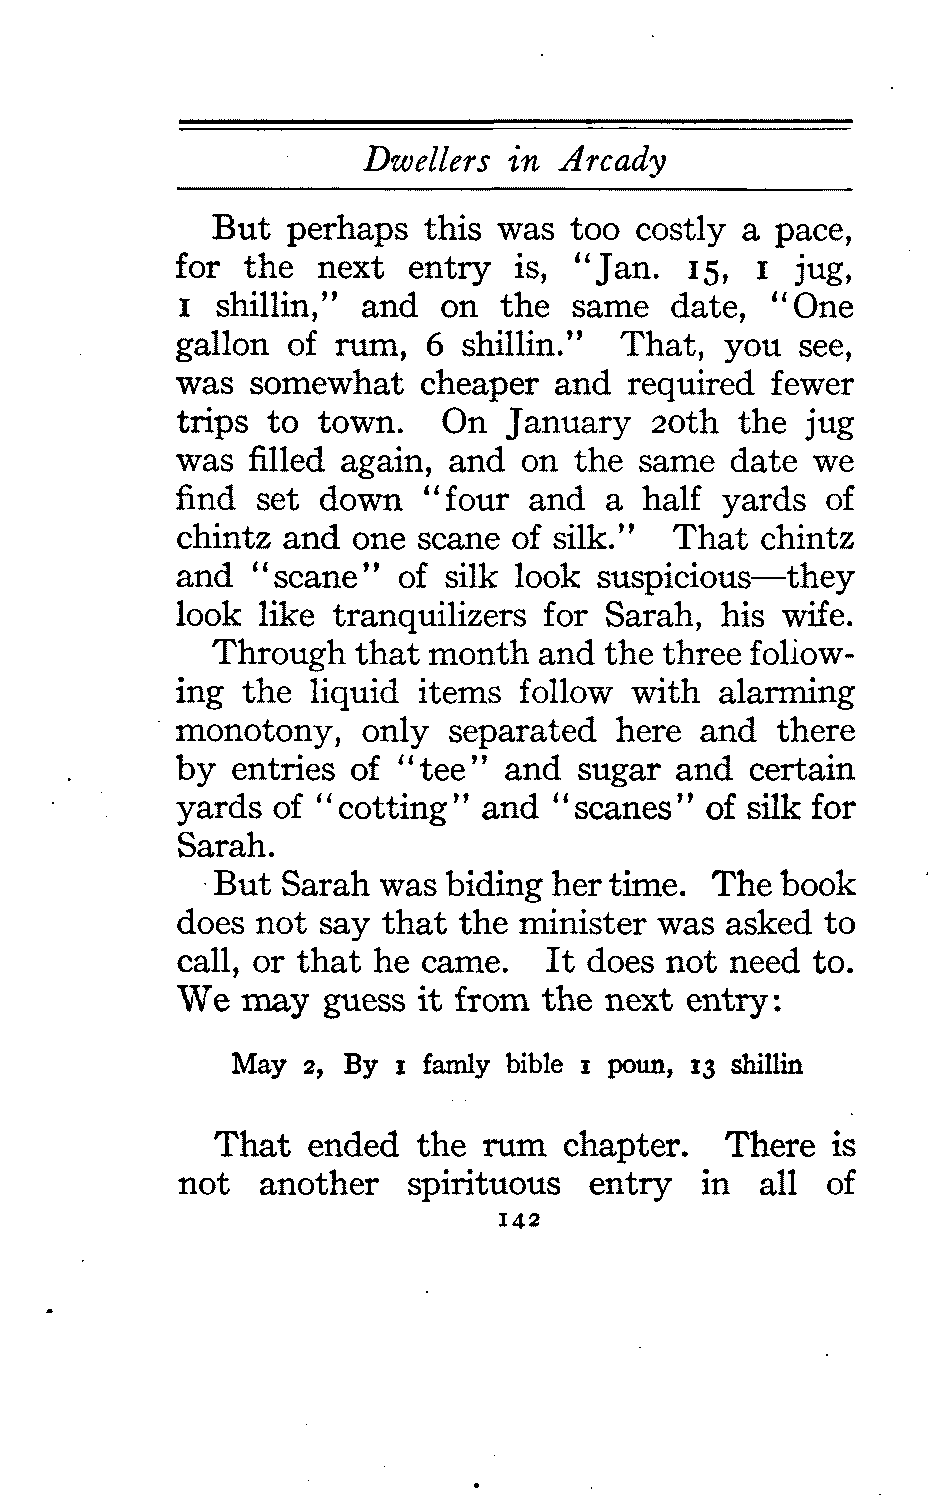 Dwellers in Arcady
But perhaps this was too costly a pace,
for the next entry is, "Jan. 15, 1 jug,
1 shillin," and on the same date, "One
gallon of rum, 6 shillin." That, you see,
was somewhat cheaper and required fewer
trips to town. On January 20th the jug
was filled again, and on the same date we
find set down "four and a half yards of
chintz and one scane of silk." That chintz
and "scane" of silk look suspicious—they
look like tranquilizers for Sarah, his wife.
Through that month and the three follow-
ing the liquid items follow with alarming
monotony, only separated here and there
by entries of "tee" and sugar and certain
yards of "cotting" and "scanes" of silk for
Sarah.
But Sarah was biding her time. The book
does not say that the minister was asked to
call, or that he came. It does not need to.
We may guess it from the next entry:
May 2, By 1 famly bible 1 poun, 13 shillin
That ended the rum chapter. There is
not another spirituous entry in all of
142